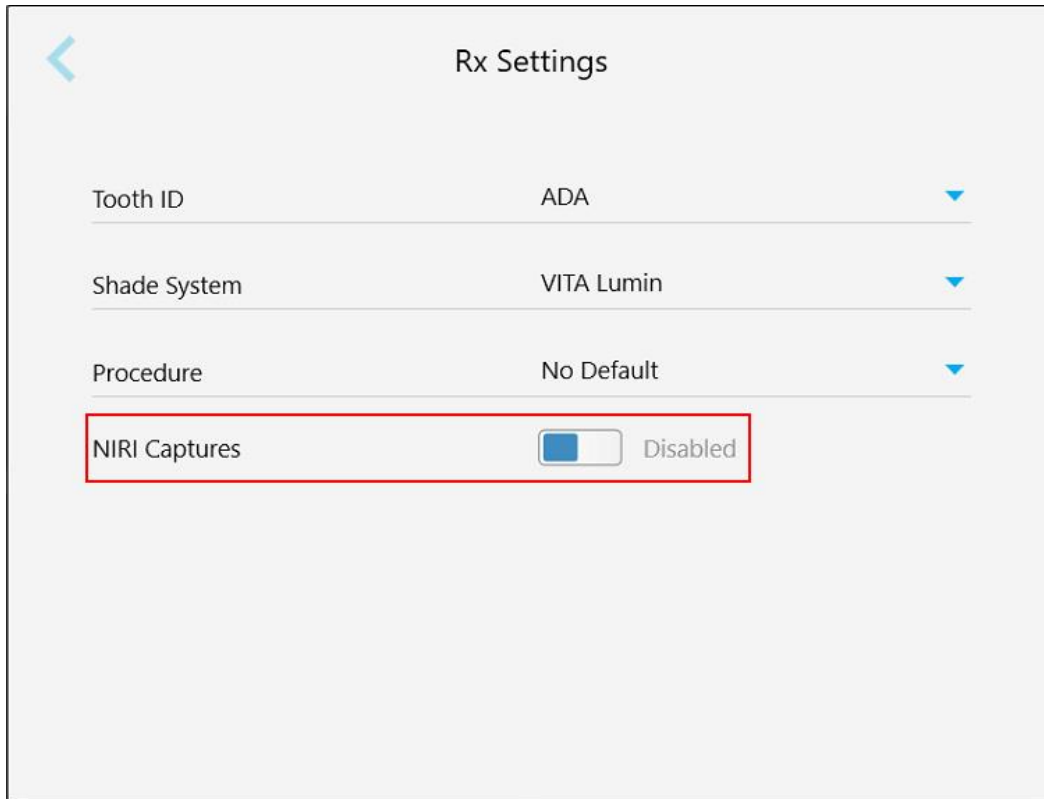 Rx Settings
Tooth ID ADA
Shade System VITA Lumin
Procedure No Default
NIRI Captures Disabled